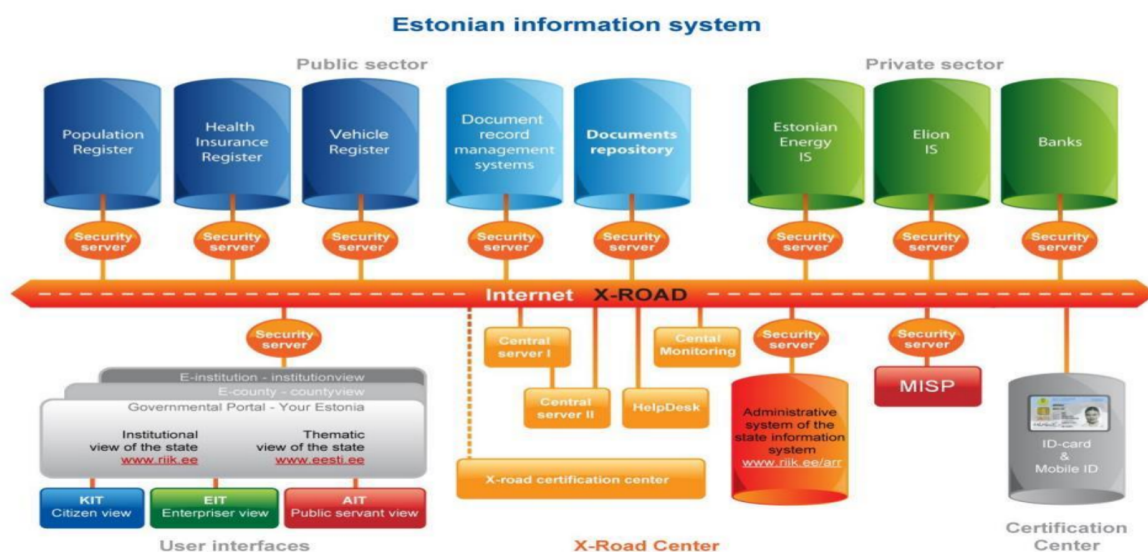 Estonian information system
Public sector
Private sector
Population
Register
Health
Insurance
Register
Vehicle
Register
Document
record
management
systems
Documents
repository
Estonian
Energy
IS
Elion
IS
Banks
Security
server
Security
server
Security
server
Security
server
Security
server
Security
server
Security
server
Security
server
Internet X-ROAD
Security
server
E-institution - institutionview
E-county - countyview
Governmental Portal - Your Estonia
Institutional
view of the state
www.riik.ee
Thematic
view of the state
www.eesti.ee
KIT
Citizen view
EIT
Enterpriser view
AIT
Public servant view
User interfaces
Central
server I
Central
server II
HelpDesk
Cental
Monitoring
X-road certification center
X-Road Center
Security
server
Administrative
system of the
state information
system
www.riik.ee/arr
Security
server
MISP
ID-card
&
Mobile ID
Certification
Center